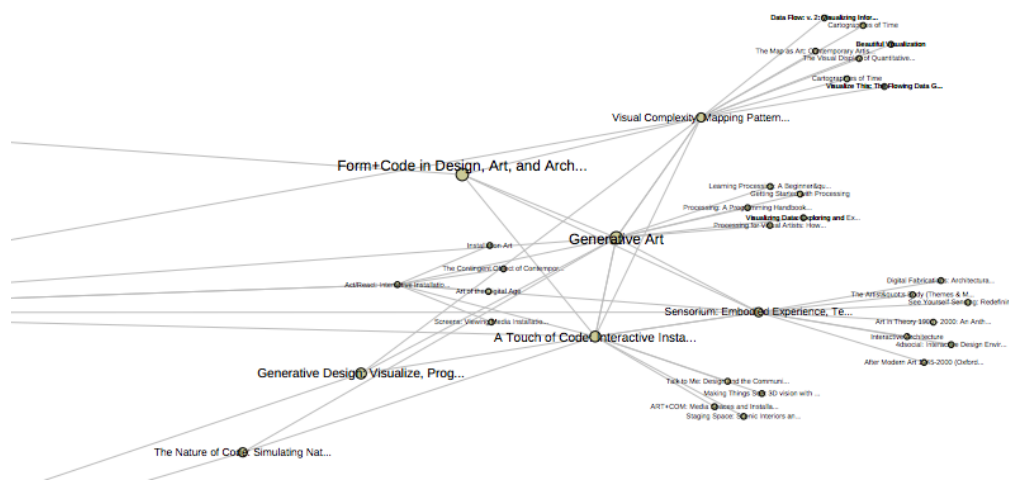 Data Flow: v. 2: Visualizing Infor...
Cartographies of Time
Beautiful Visualization
The Map as Art: Contemporary Artis...
The Visual Display of Quantitative...
Cartographies of Time
Visualize This: The Flowing Data G...
Visual Complexity: Mapping Pattern...
Form+Code in Design, Art, and Arch...
Learning Processing: A Beginner&qu...
Getting Started with Processing
Processing: A Programming Handbook...
Visualizing Data: Exploring and Ex...
Processing for Visual Artists: How...
Generative Art
Installation Art
The Contingent Object of Contempor...
Act/React: Interactive Installatio...
Art of the Digital Age
Digital Fabrications: Architectura...
The Artist&quot;s Body (Themes & M...
See Yourself Sensing: Redefinin
Sensorium: Embodied Experience, Te...
Screens: Viewing Media Installatio...
Art in Theory 1900 - 2000: An Anth...
A Touch of Code: Interactive Insta...
Interactive Architecture
4dsocial: Interactive Design Envir...
After Modern Art 1945-2000 (Oxford...
Generative Design: Visualize, Prog...
Talk to Me: Design and the Communi...
Making Things See: 3D vision with ...
ART+COM: Media Spaces and Installa...
Staging Space: Scenic Interiors an...
The Nature of Code: Simulating Nat...